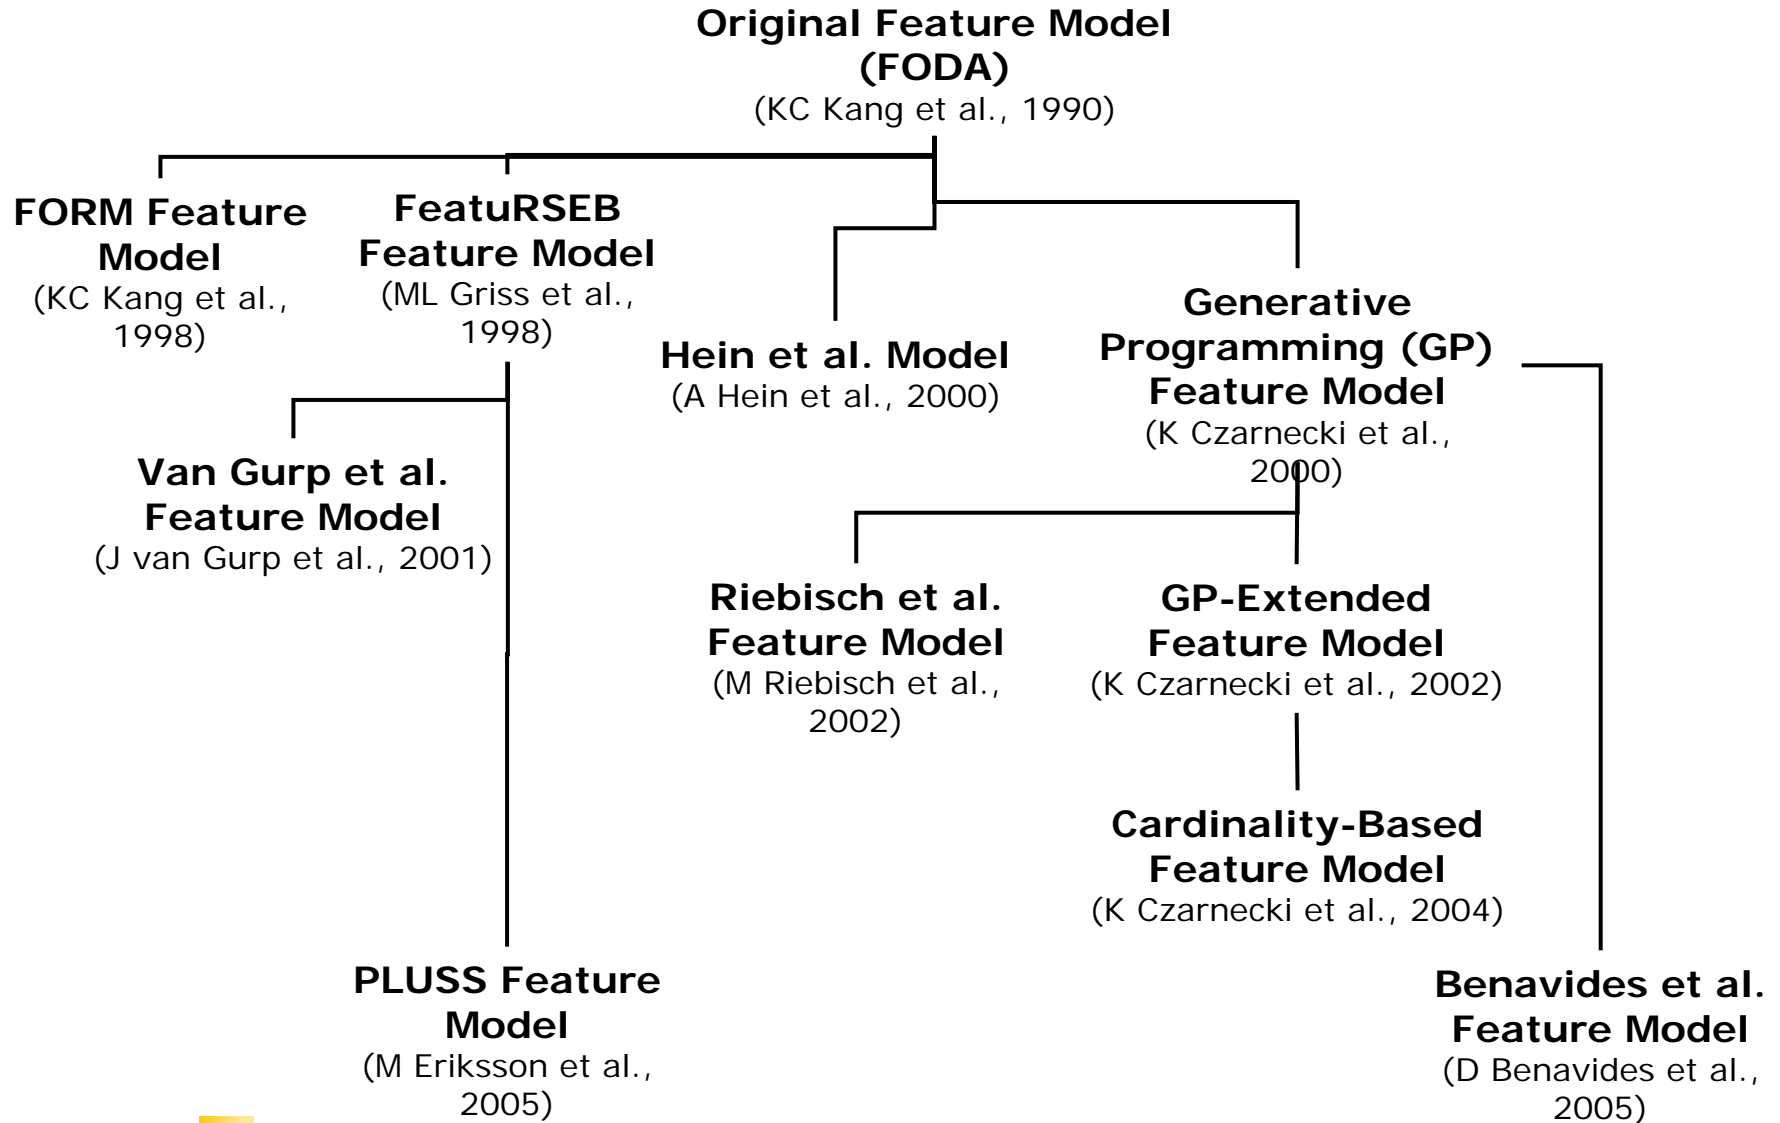 Original Feature Model
(FODA)
(KC Kang et al., 1990)
FORM Feature
Model
(KC Kang et al.,
1998)
FeatuRSEB
Feature Model
(ML Griss et al.,
1998)
Hein et al. Model
(A Hein et al., 2000)
Generative
Programming (GP)
Feature Model
(K Czarnecki et al.,
2000)
Van Gurp et al.
Feature Model
(J van Gurp et al., 2001)
Riebisch et al.
Feature Model
(M Riebisch et al.,
2002)
GP-Extended
Feature Model
(K Czarnecki et al., 2002)
Cardinality-Based
Feature Model
(K Czarnecki et al., 2004)
PLUSS Feature
Model
(M Eriksson et al.,
2005)
Benavides et al.
Feature Model
(D Benavides et al.,
2005)